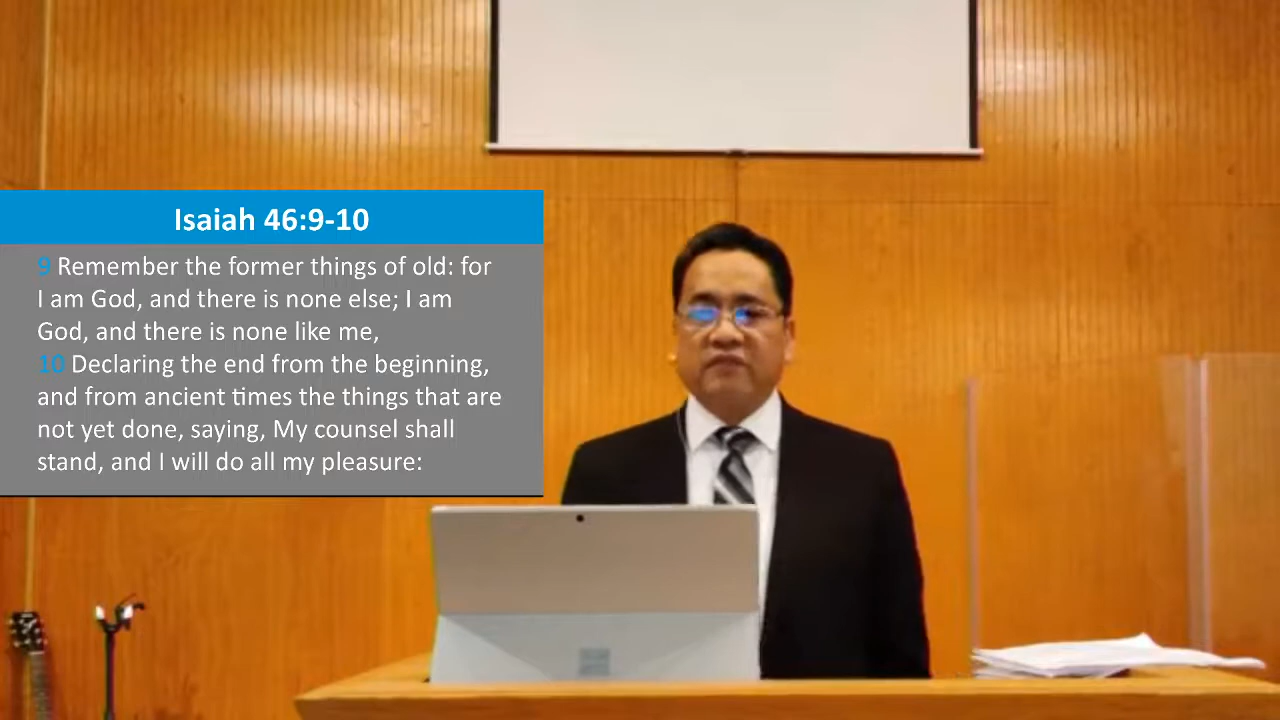 Isaiah 46:9-10
9 Remember the former things of old: for
I am God, and there is none else; I am
God, and there is none like me,
10 Declaring the end from the beginning,
and from ancient times the things that are
not yet done, saying, My counsel shall
stand, and I will do all my pleasure: